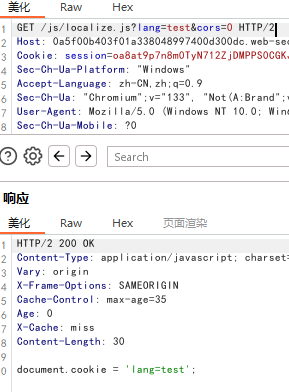 美化 Raw Hex
1 GET /js/localize.js?lang=test&cors=0 HTTP/2
2 Host: 0a5f00b403f01a338048997400d300dc.web-sec
3 Cookie: session=
4 Sec-Ch-Ua-Platform: "Windows"
5 Accept-Language: zh-CN,zh;q=0.9
6 Sec-Ch-Ua: "Chromium";v="133", "Not(A:Brand";v
7 User-Agent: Mozilla/5.0 (Windows NT 10.0; Win
8 Sec-Ch-Ua-Mobile: ?0
Search
响应
美化 Raw Hex 页面渲染
1 HTTP/2 200 OK
2 Content-Type: application/javascript; charset=
3 Vary: origin
4 X-Frame-Options: SAMEORIGIN
5 Cache-Control: max-age=35
6 Age: 0
7 X-Cache: miss
8 Content-Length: 30
9
0 document.cookie = 'lang=test';